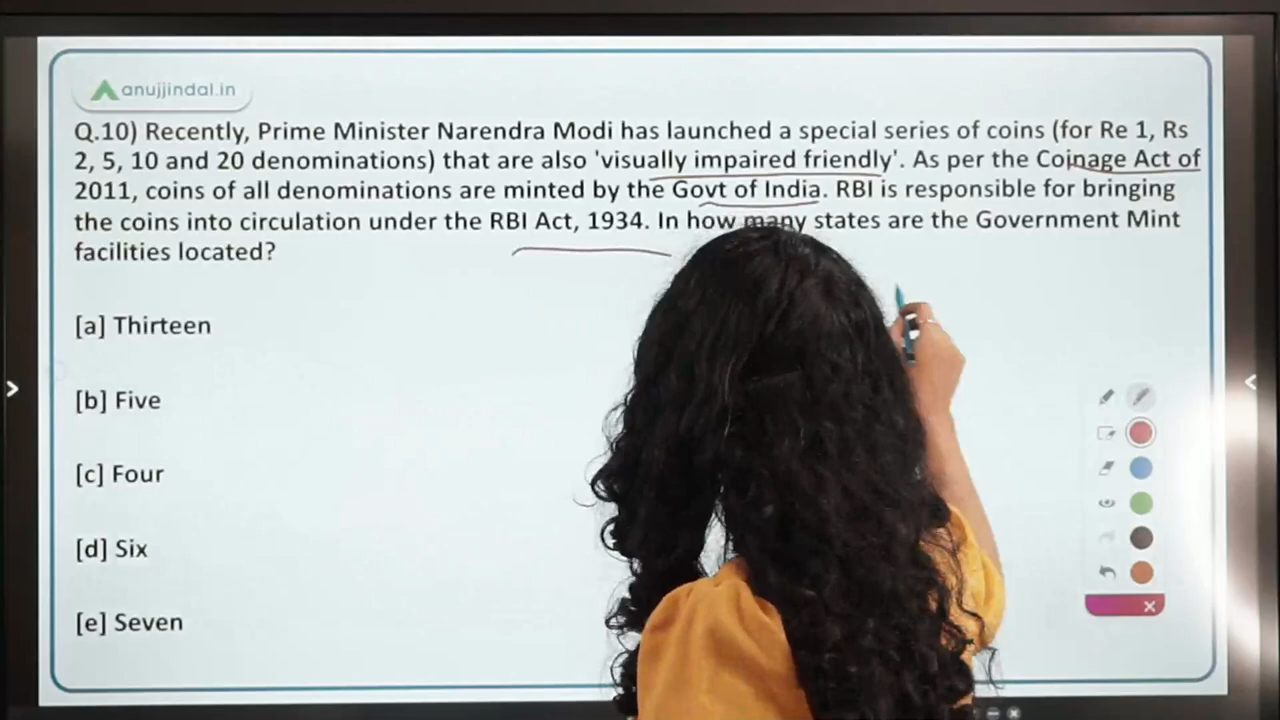 anujjindal.in
Q.10) Recently, Prime Minister Narendra Modi has launched a special series of coins (for Re 1, Rs
2, 5, 10 and 20 denominations) that are also 'visually impaired friendly'. As per the Coinage Act of
2011, coins of all denominations are minted by the Govt of India. RBI is responsible for bringing
the coins into circulation under the RBI Act, 1934. In how many states are the Government Mint
facilities located?
[a] Thirteen
[b] Five
[c] Four
[d] Six
[e] Seven